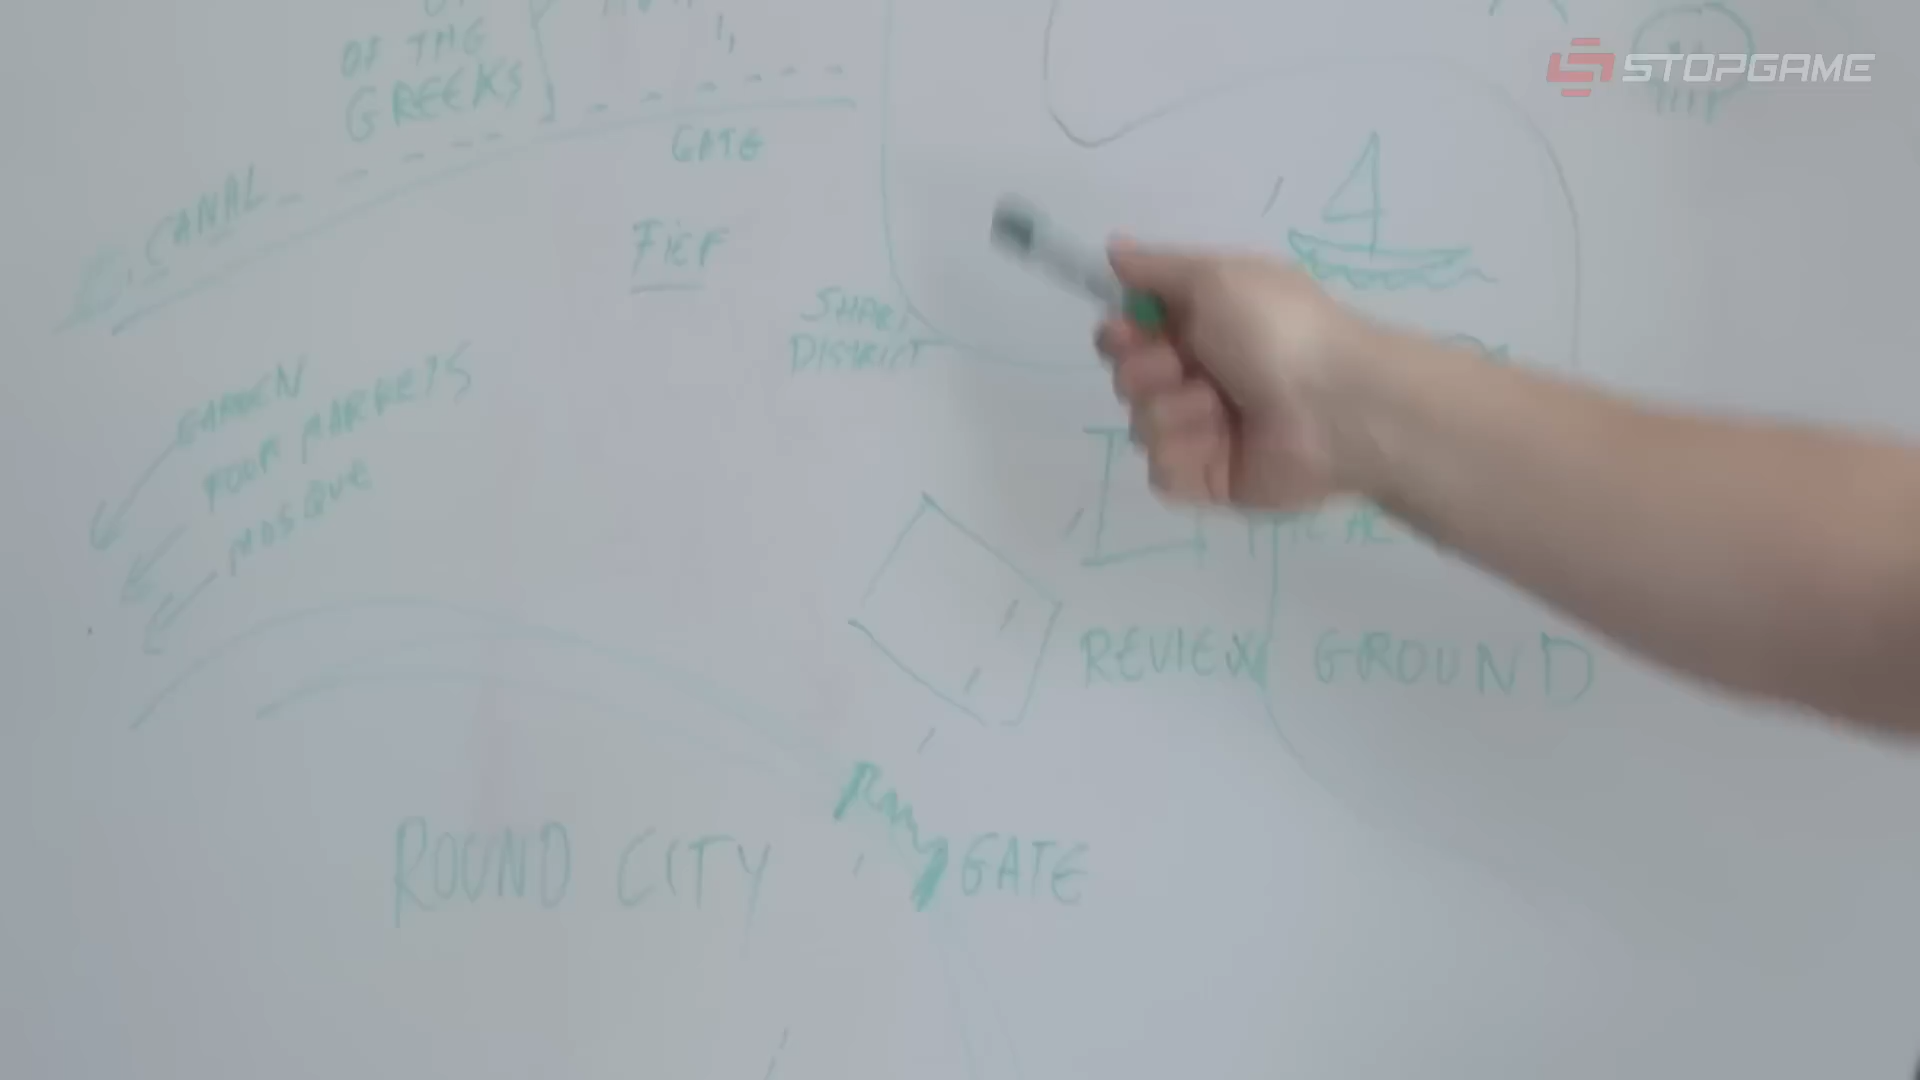 OF THE
GREEKS
STOPGAME
GATE
CANAL
FIEF
SHARI
DISTRICT
GARDEN
FOUR MARKETS
MOSQUE
REVIEW GROUND
ROUND CITY
GATE